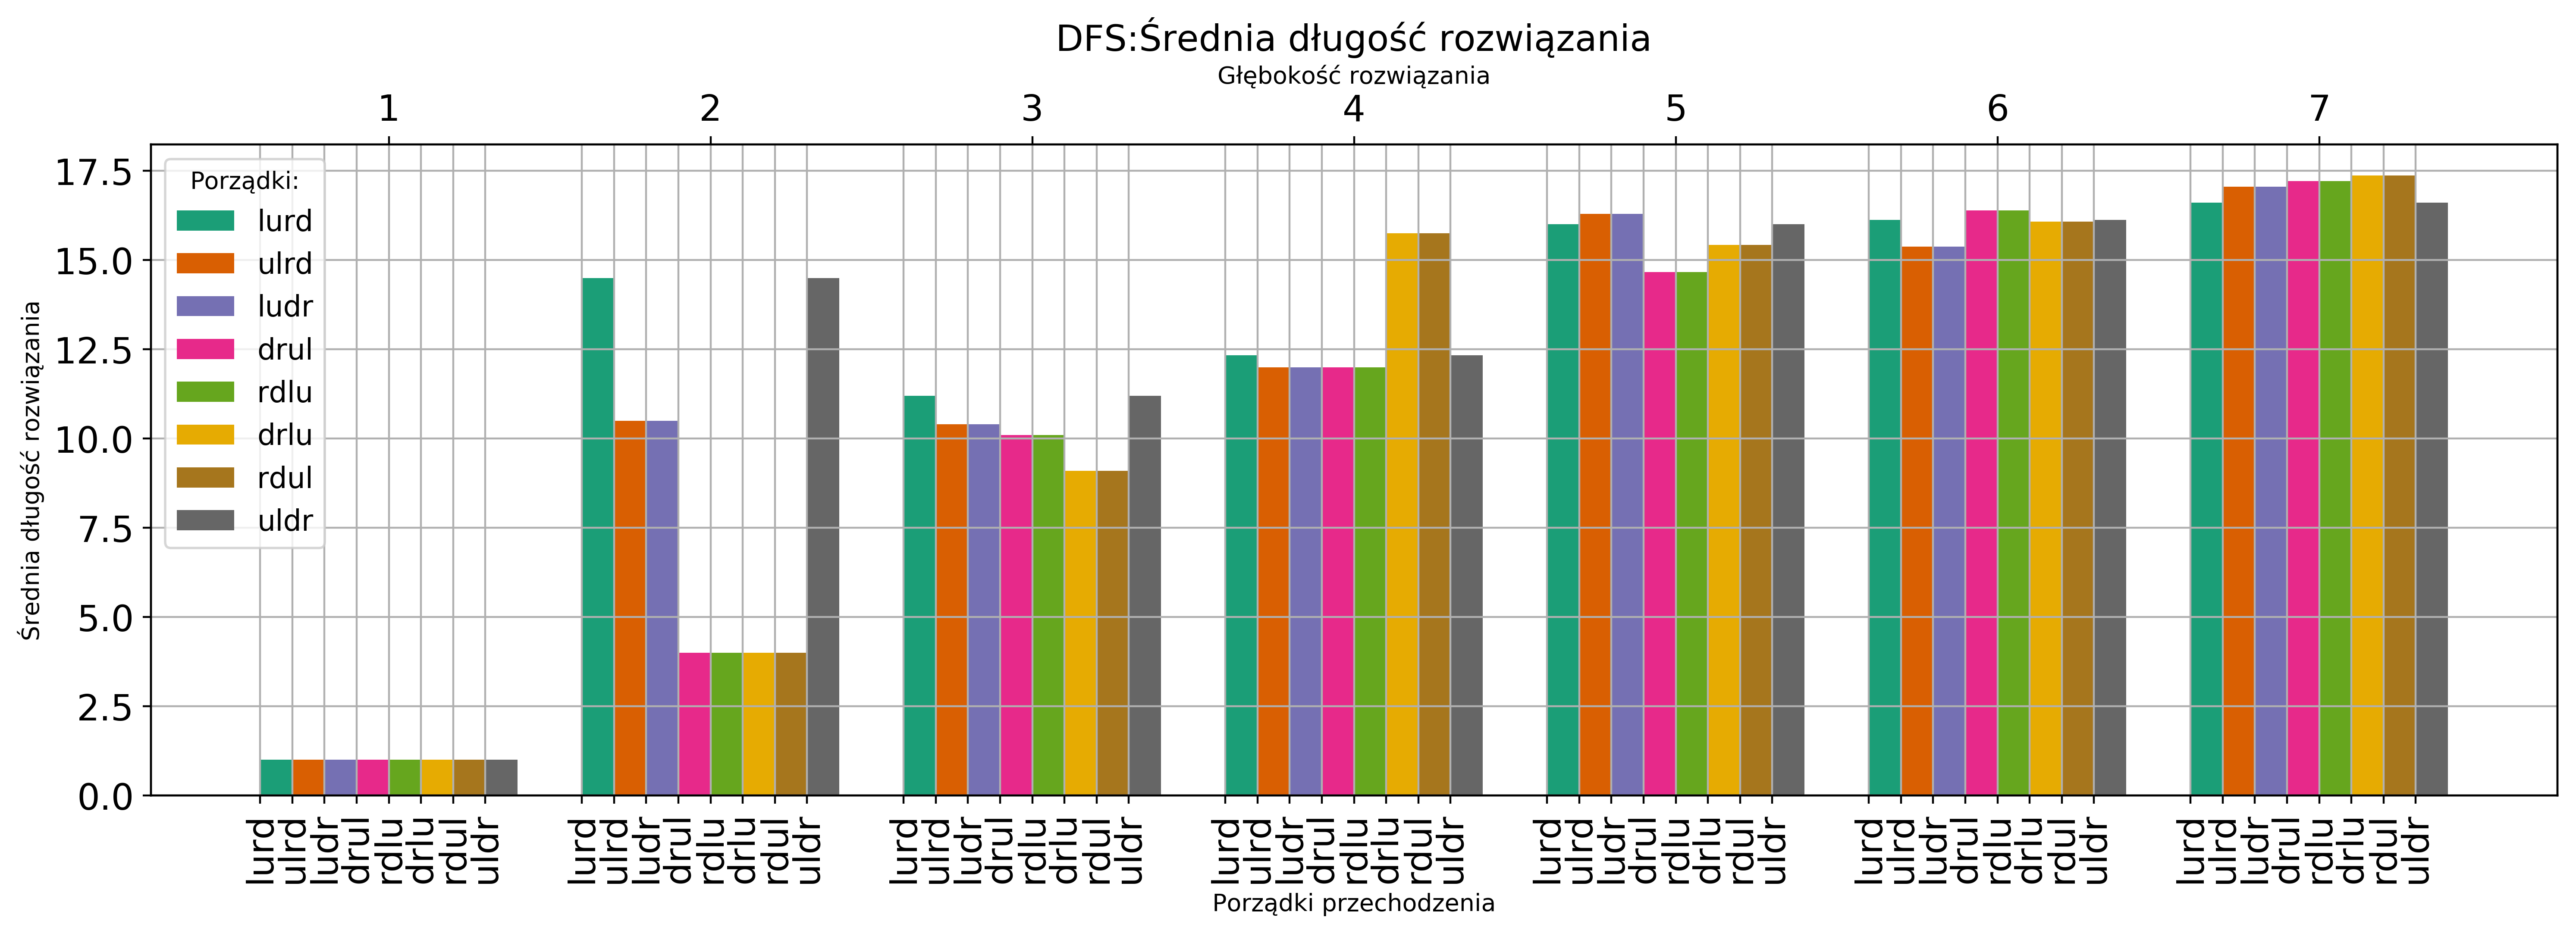 DFS:Średnia długość rozwiązania
Głębokość rozwiązania
1 2 3 4 5 6 7
17.5
15.0
12.5
10.0
7.5
5.0
2.5
0.0
Średnia długość rozwiązania
Porządki:
lurd
ulrd
ludr
drul
rdlu
drlu
rdul
uldr
lurd ulrd ludr drul rdlu drlu rdul uldr lurd ulrd ludr drul rdlu drlu rdul uldr lurd ulrd ludr drul rdlu drlu rdul uldr lurd ulrd ludr drul rdlu drlu rdul uldr lurd ulrd ludr drul rdlu drlu rdul uldr lurd ulrd ludr drul rdlu drlu rdul uldr lurd ulrd ludr drul rdlu drlu rdul uldr
Porządki przechodzenia